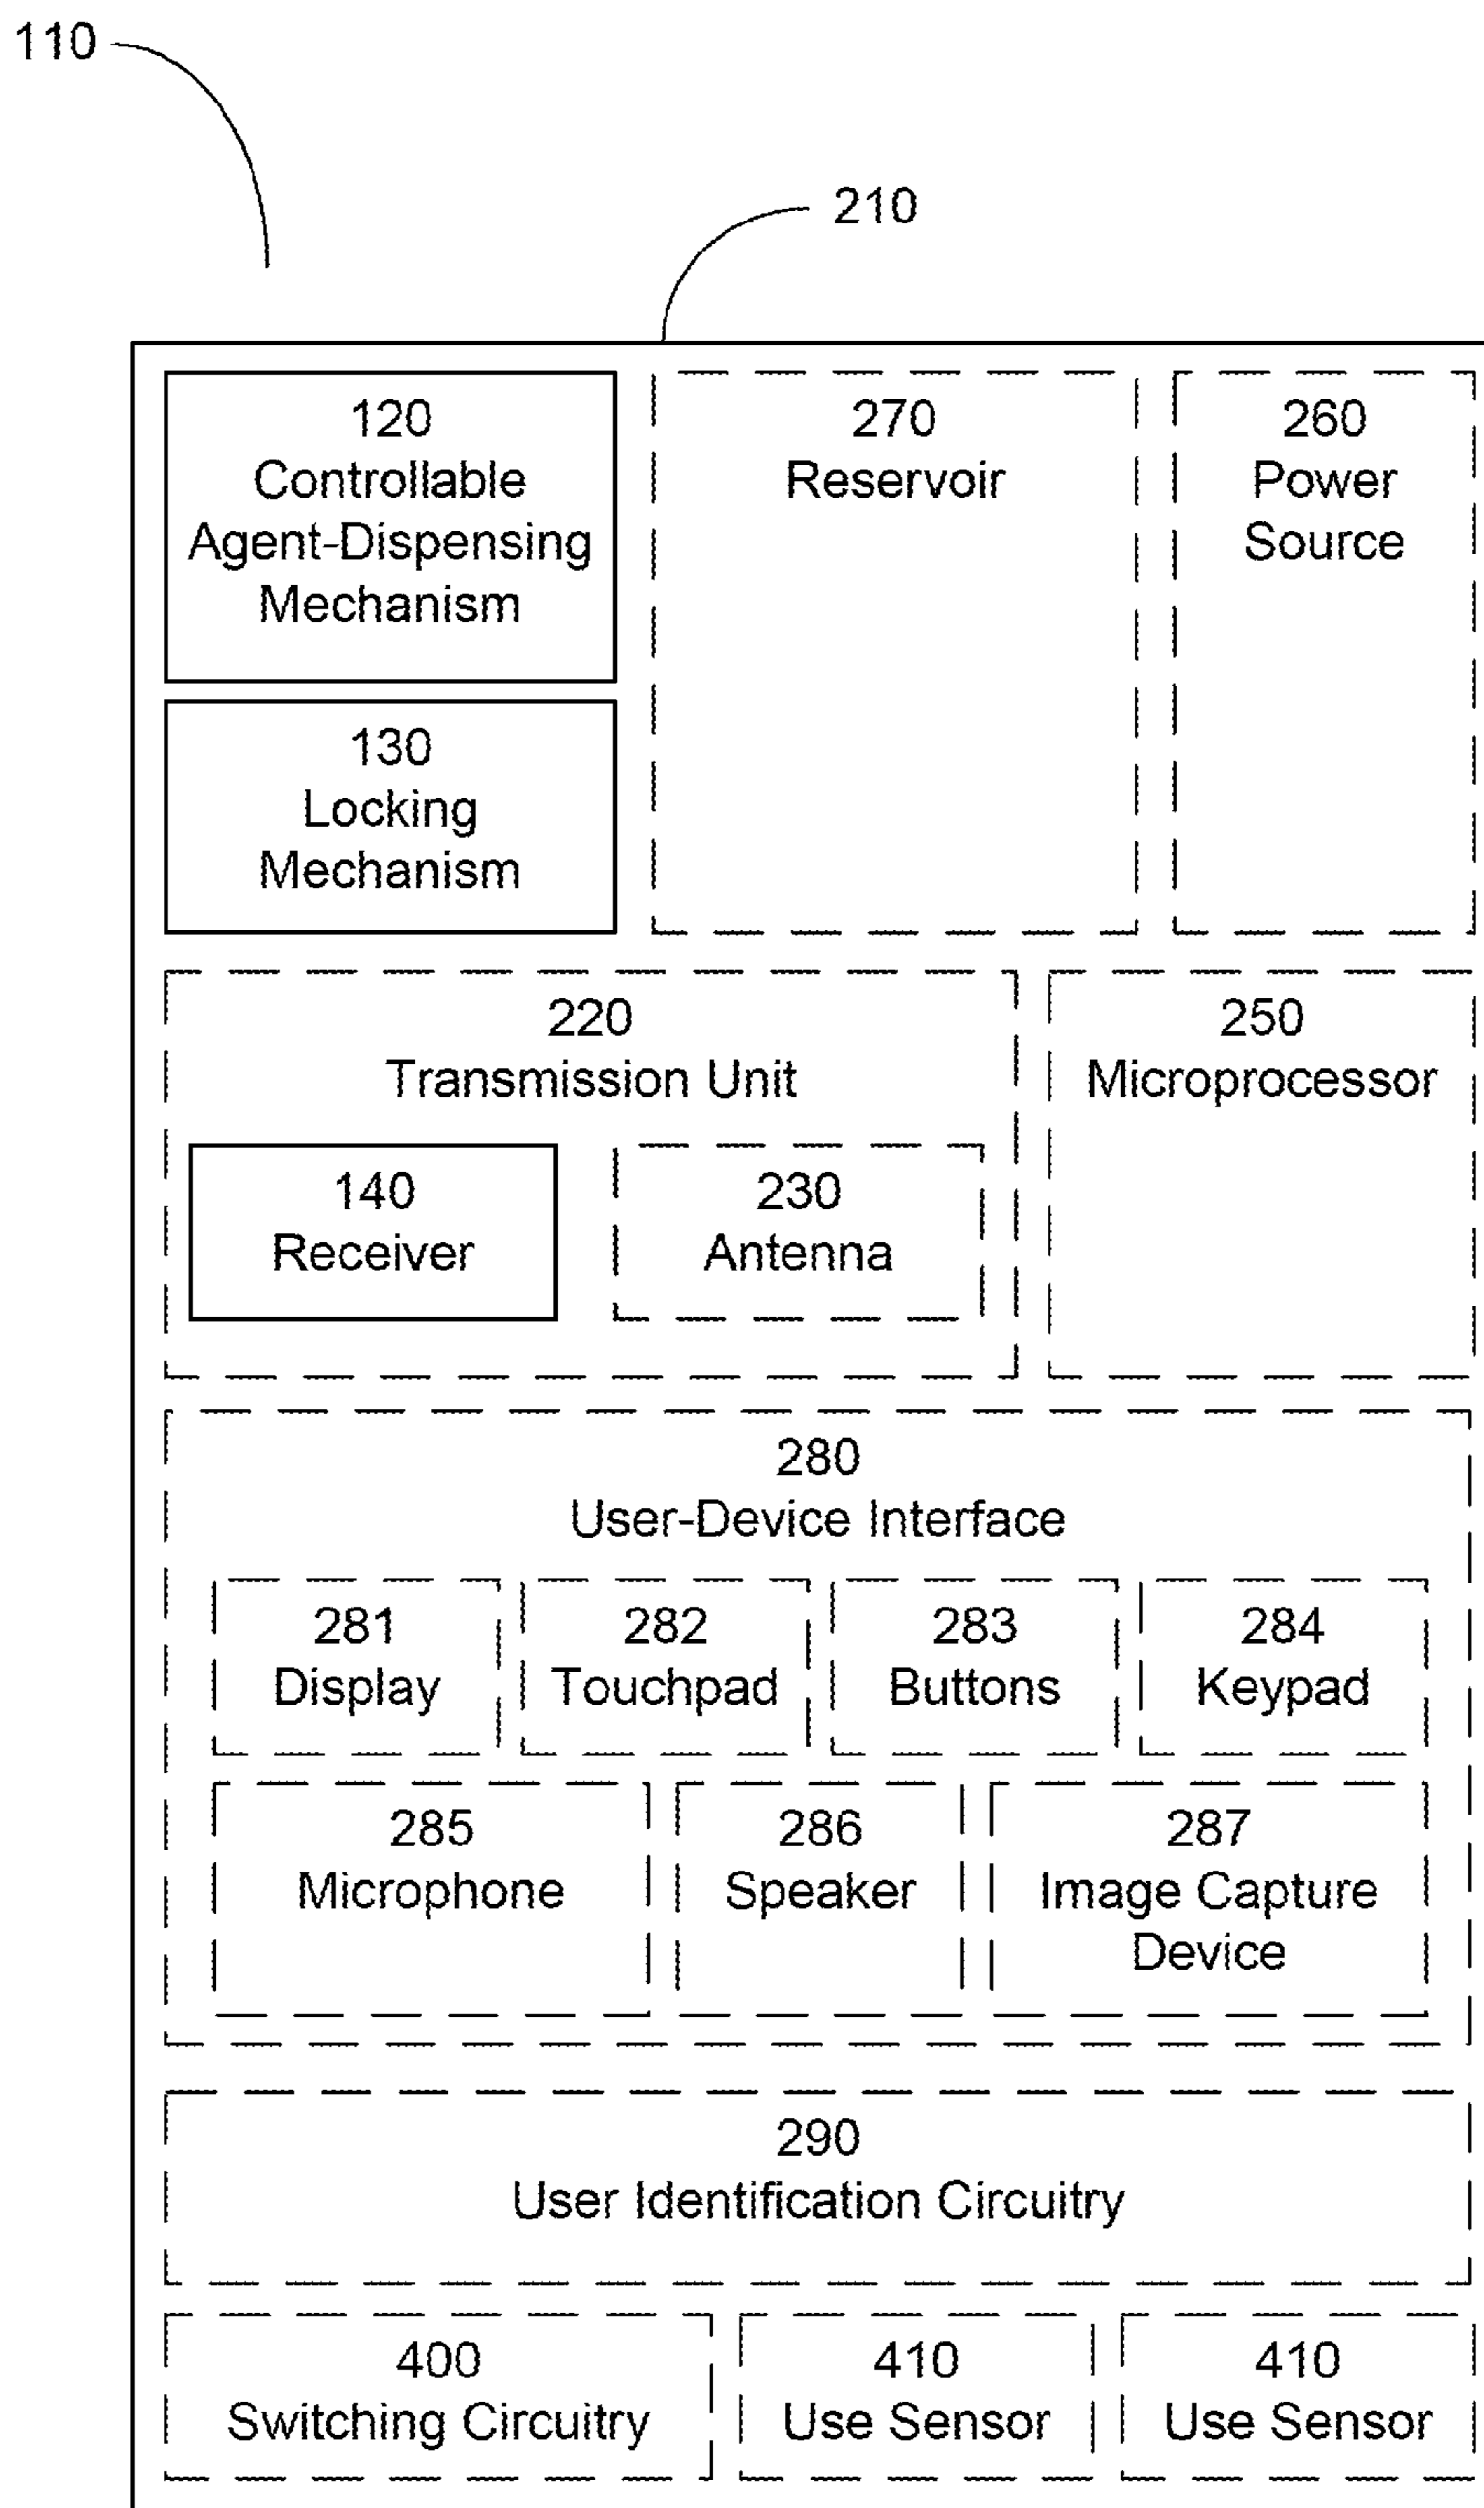 110
210
120
Controllable
Agent-Dispensing
Mechanism
270
Reservoir
260
Power
Source
130
Locking
Mechanism
220
Transmission Unit
250
Microprocessor
140
Receiver
230
Antenna
280
User-Device Interface
281
Display
282
Touchpad
283
Buttons
284
Keypad
285
Microphone
286
Speaker
287
Image Capture
Device
290
User Identification Circuitry
400
Switching Circuitry
410
Use Sensor
410
Use Sensor